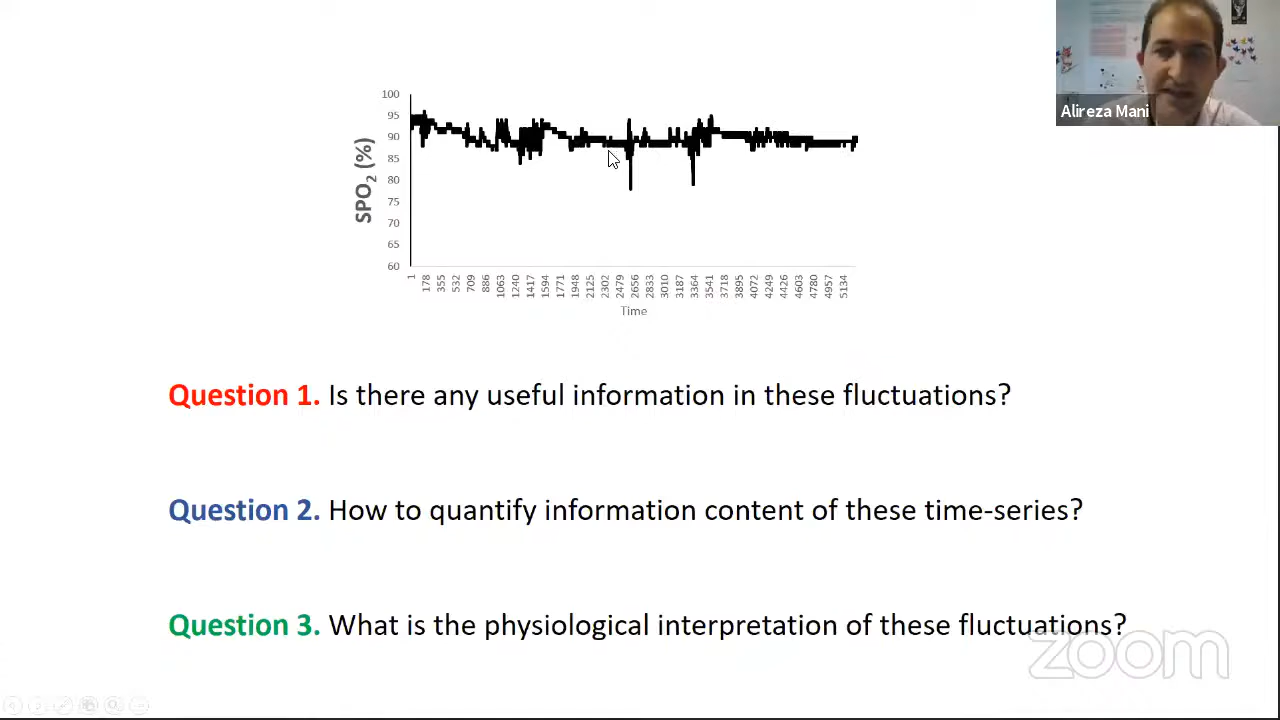 Alireza Mani
100
95
90
85
80
75
70
65
60
SPO2 (%)
1 178 355 532 709 886 1063 1240 1417 1594 1771 1948 2125 2302 2479 2656 2833 3010 3187 3364 3541 3718 3895 4072 4249 4426 4603 4780 4957 5134
Time
Question 1. Is there any useful information in these fluctuations?
Question 2. How to quantify information content of these time-series?
Question 3. What is the physiological interpretation of these fluctuations?
zoom